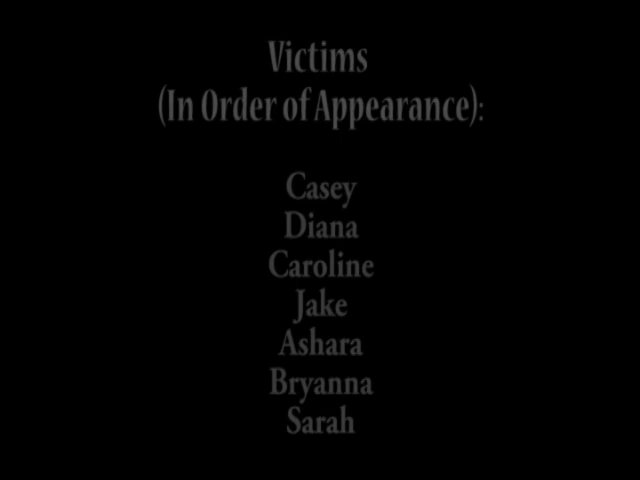 Victims
(In Order of Appearance):
Casey
Diana
Caroline
Jake
Ashara
Bryanna
Sarah